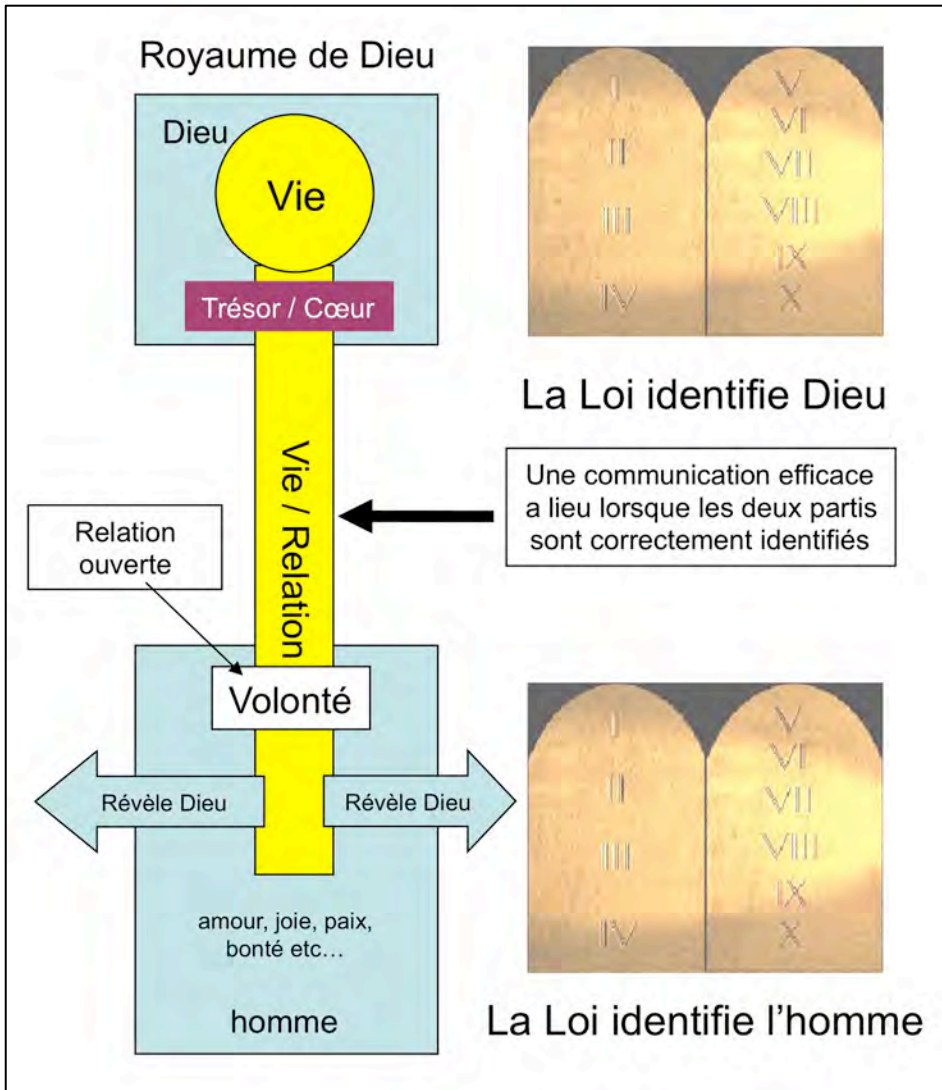 Royaume de Dieu
Dieu
Vie
Trésor / Cœur
Vie / Relation
Relation
ouverte
Volonté
Révèle Dieu
Révèle Dieu
amour, joie, paix,
bonté etc…
homme
I
II
III
IV
V
VI
VII
VIII
IX
X
La Loi identifie Dieu
Une communication efficace
a lieu lorsque les deux partis
sont correctement identifiés
I
II
III
IV
V
VI
VII
VIII
IX
X
La Loi identifie l’homme